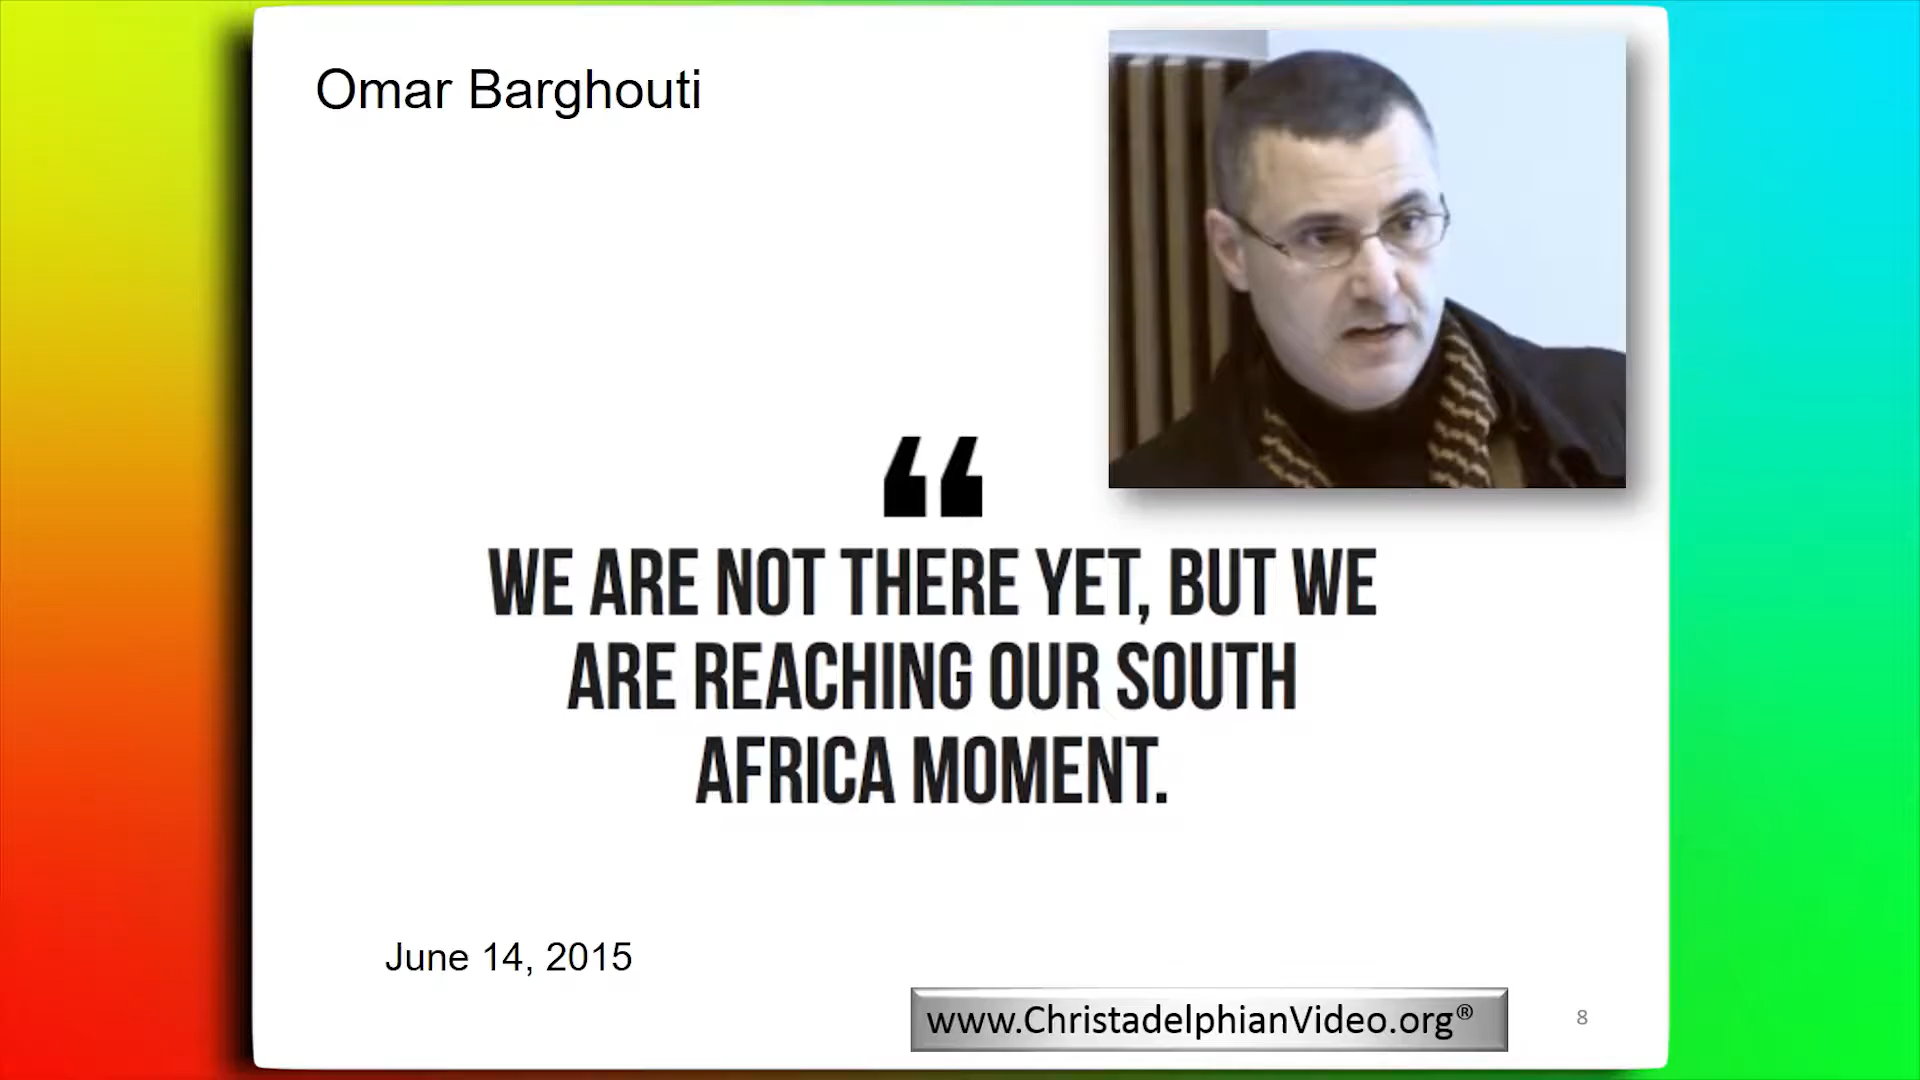 Omar Barghouti
“
WE ARE NOT THERE YET, BUT WE
ARE REACHING OUR SOUTH
AFRICA MOMENT.
June 14, 2015
www.ChristadelphianVideo.org®
8